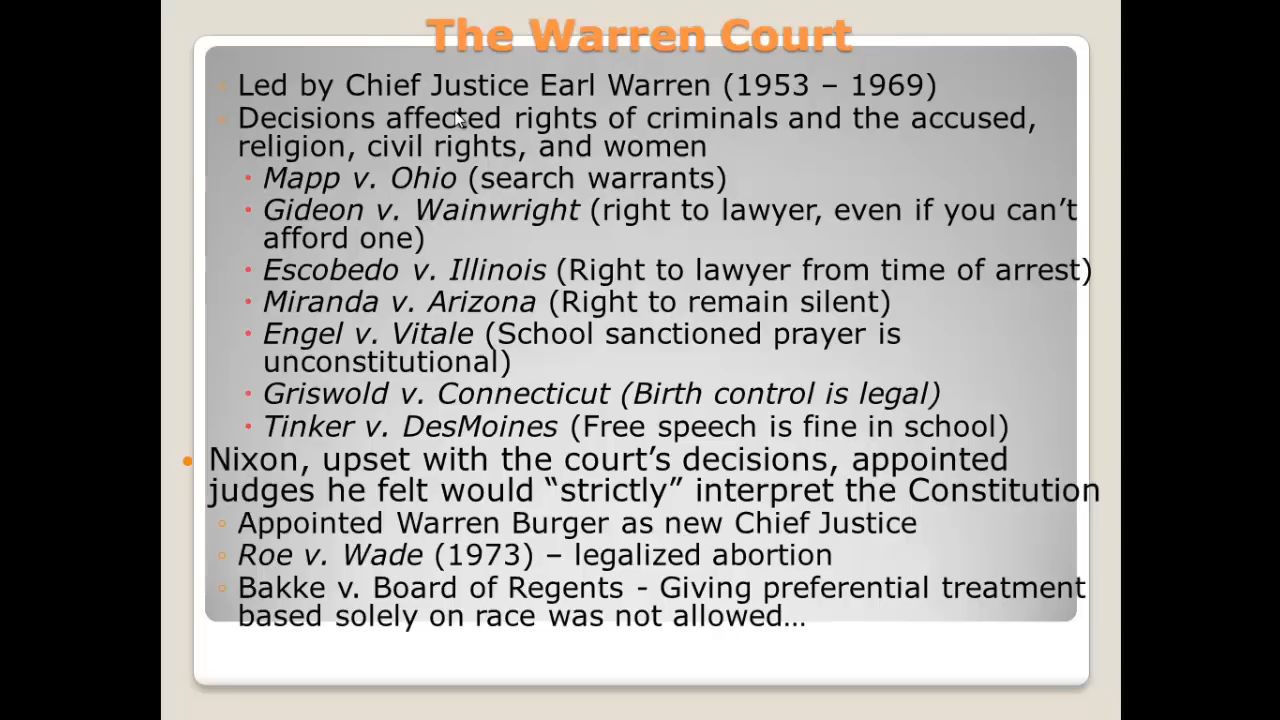 The Warren Court
Led by Chief Justice Earl Warren (1953 – 1969)
Decisions affected rights of criminals and the accused,
religion, civil rights, and women
Mapp v. Ohio (search warrants)
Gideon v. Wainwright (right to lawyer, even if you can't
afford one)
Escobedo v. Illinois (Right to lawyer from time of arrest)
Miranda v. Arizona (Right to remain silent)
Engel v. Vitale (School sanctioned prayer is
unconstitutional)
Griswold v. Connecticut (Birth control is legal)
Tinker v. DesMoines (Free speech is fine in school)
Nixon, upset with the court's decisions, appointed
judges he felt would “strictly” interpret the Constitution
Appointed Warren Burger as new Chief Justice
Roe v. Wade (1973) – legalized abortion
Bakke v. Board of Regents - Giving preferential treatment
based solely on race was not allowed…